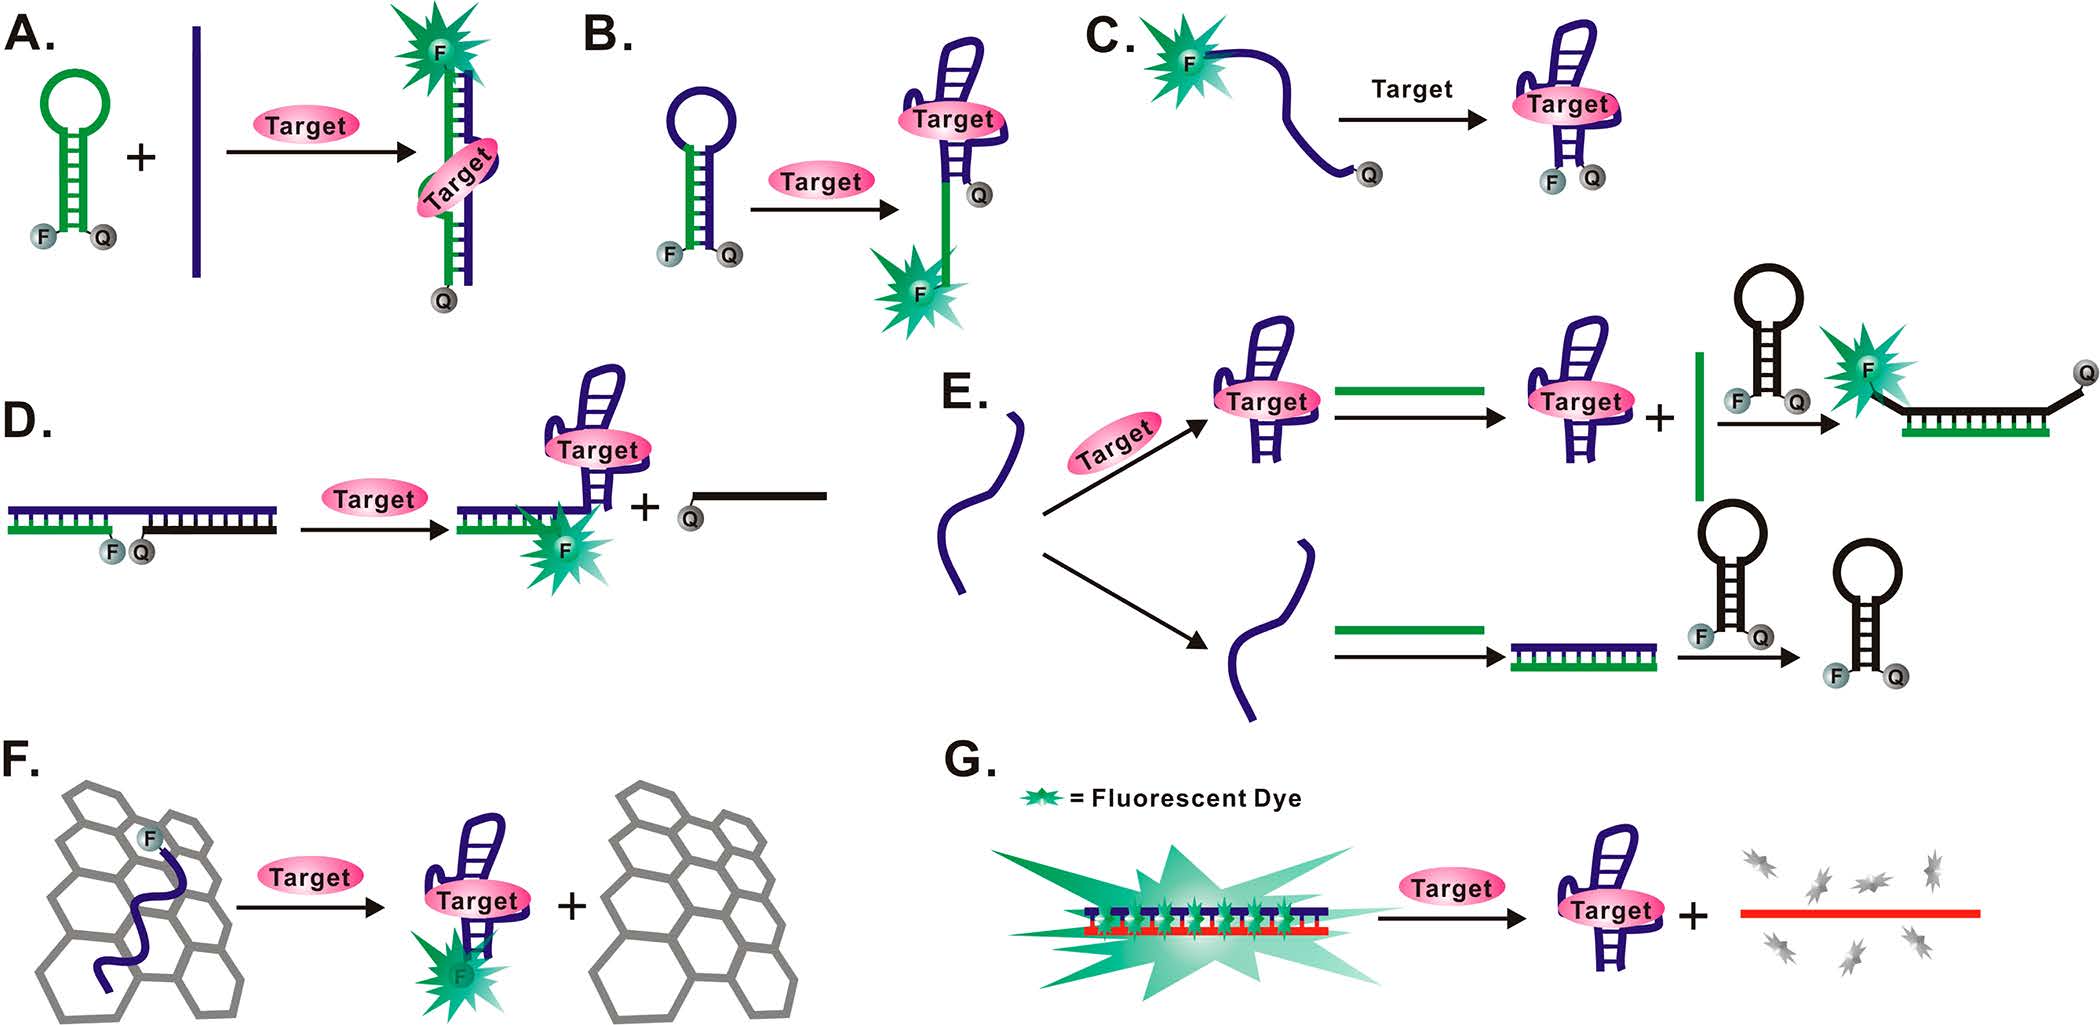 A.
F
Q
+
Target
F
Target
Q
B.
F
Q
Target
Target
Q
F
C.
F
Q
Target
Target
F
Q
D.
F
Q
Target
Target
F
+
Q
E.
Target
Target
Target
+
F
Q
F
Q
F
Q
F
Q
F.
F
Target
Target
F
+
G.
= Fluorescent Dye
Target
Target
+